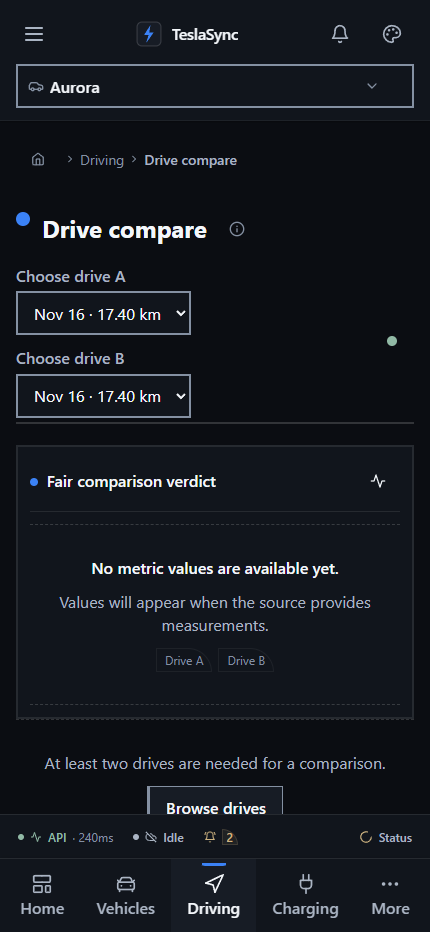 TeslaSync
Aurora
Driving
Drive compare
Drive compare
Choose drive A
Nov 16 · 17.40 km
Choose drive B
Nov 16 · 17.40 km
Fair comparison verdict
No metric values are available yet.
Values will appear when the source provides
measurements.
Drive A
Drive B
At least two drives are needed for a comparison.
Browse drives
API · 240ms
Idle
2
Status
Home
Vehicles
Driving
Charging
More